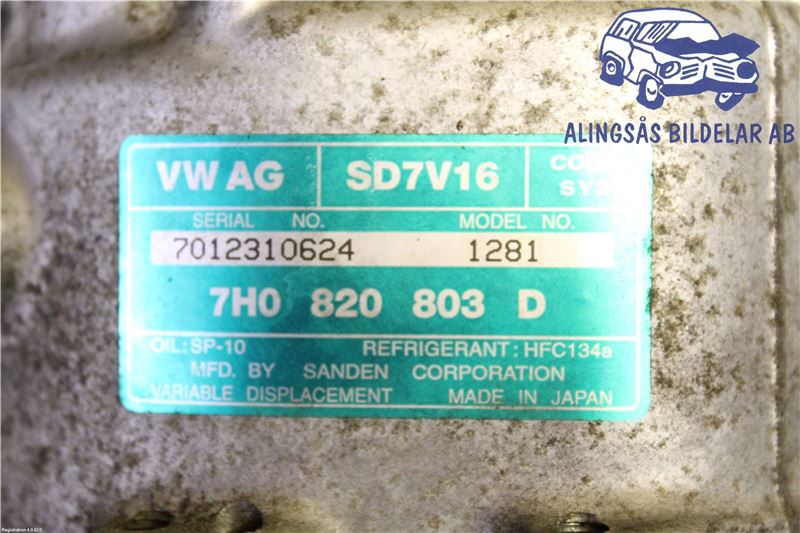 ALINGSÅS BILDELAR AB
VW AG SD7V16
SERIAL NO. MODEL NO.
7012310624 1281
7H0 820 803 D
OIL: SP-10 REFRIGERANT: HFC134a
MFD. BY SANDEN CORPORATION
VARIABLE DISPLACEMENT MADE IN JAPAN